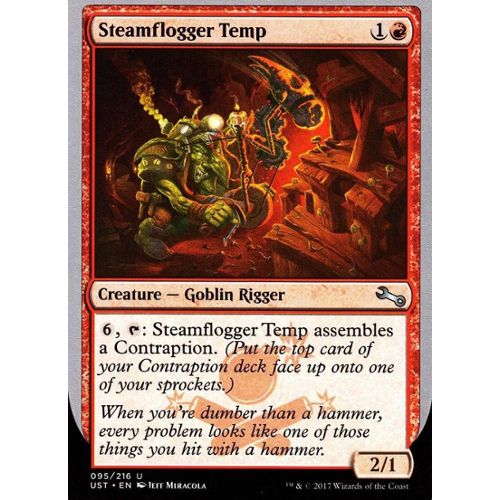 Steamflogger Temp 1
Creature — Goblin Rigger
6, T: Steamflogger Temp assembles
a Contraption. (Put the top card of
your Contraption deck face up onto one
of your sprockets.)
When you're dumber than a hammer,
every problem looks like one of those
things you hit with a hammer.
2/1
095/216 U
UST • EN Jeff Miracola
™ & © 2017 Wizards of the Coast